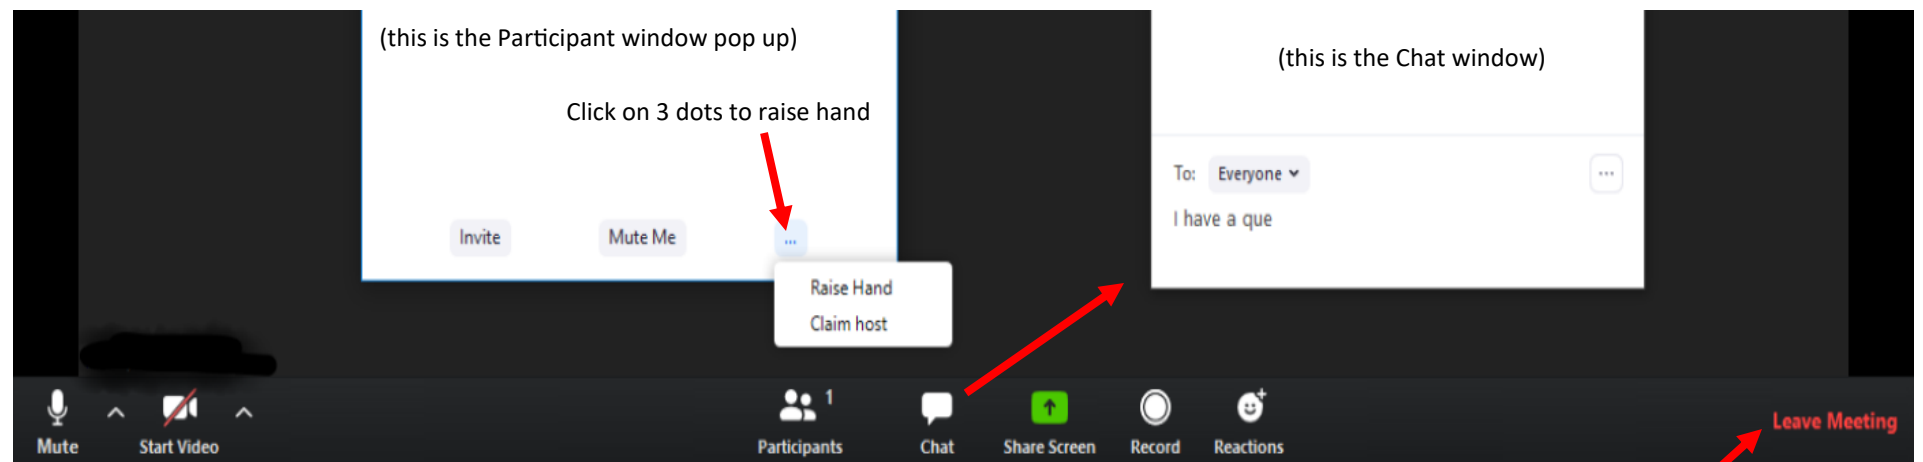 (this is the Participant window pop up)
Click on 3 dots to raise hand
Invite
Mute Me
...
Raise Hand
Claim host
(this is the Chat window)
To: Everyone
...
I have a que
Mute
Start Video
Participants 1
Chat
Share Screen
Record
Reactions
Leave Meeting